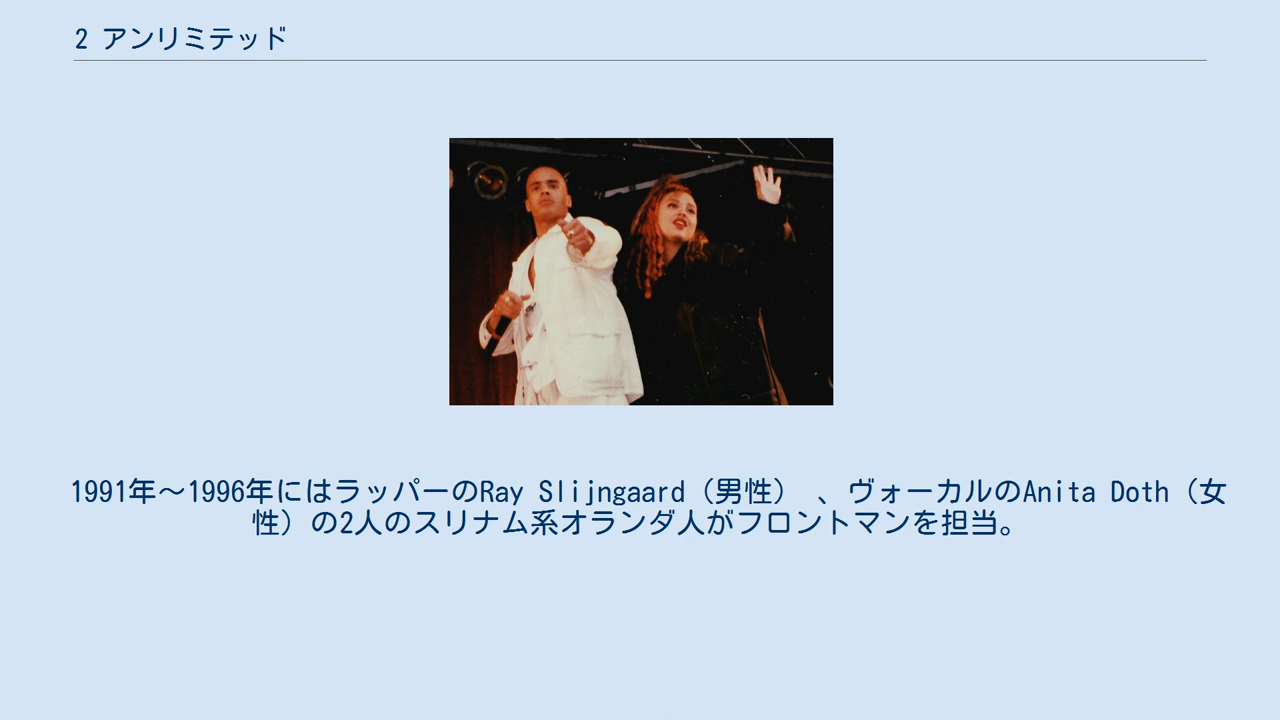 2 アンリミテッド
1991年～1996年にはラッパーのRay Slijngaard（男性） 、ヴォーカルのAnita Doth（女
性）の2人のスリナム系オランダ人がフロントマンを担当。